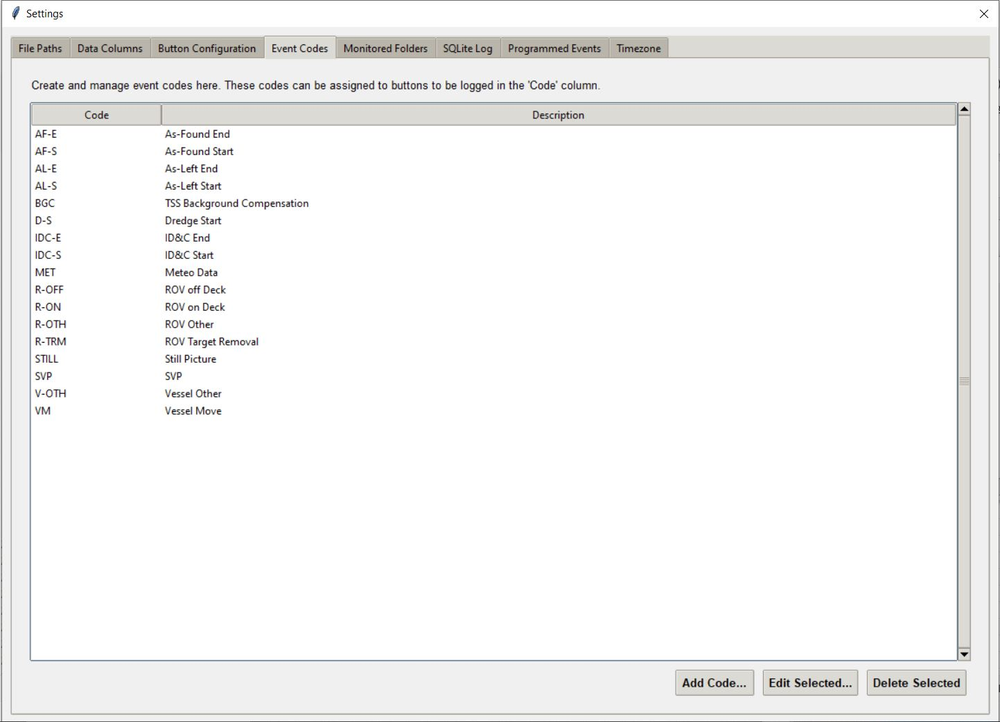 Settings
File Paths Data Columns Button Configuration Event Codes Monitored Folders SQLite Log Programmed Events Timezone
Create and manage event codes here. These codes can be assigned to buttons to be logged in the 'Code' column.
Code Description
AF-E As-Found End
AF-S As-Found Start
AL-E As-Left End
AL-S As-Left Start
BGC TSS Background Compensation
D-S Dredge Start
IDC-E ID&C End
IDC-S ID&C Start
MET Meteo Data
R-OFF ROV off Deck
R-ON ROV on Deck
R-OTH ROV Other
R-TRM ROV Target Removal
STILL Still Picture
SVP SVP
V-OTH Vessel Other
VM Vessel Move
Add Code... Edit Selected... Delete Selected